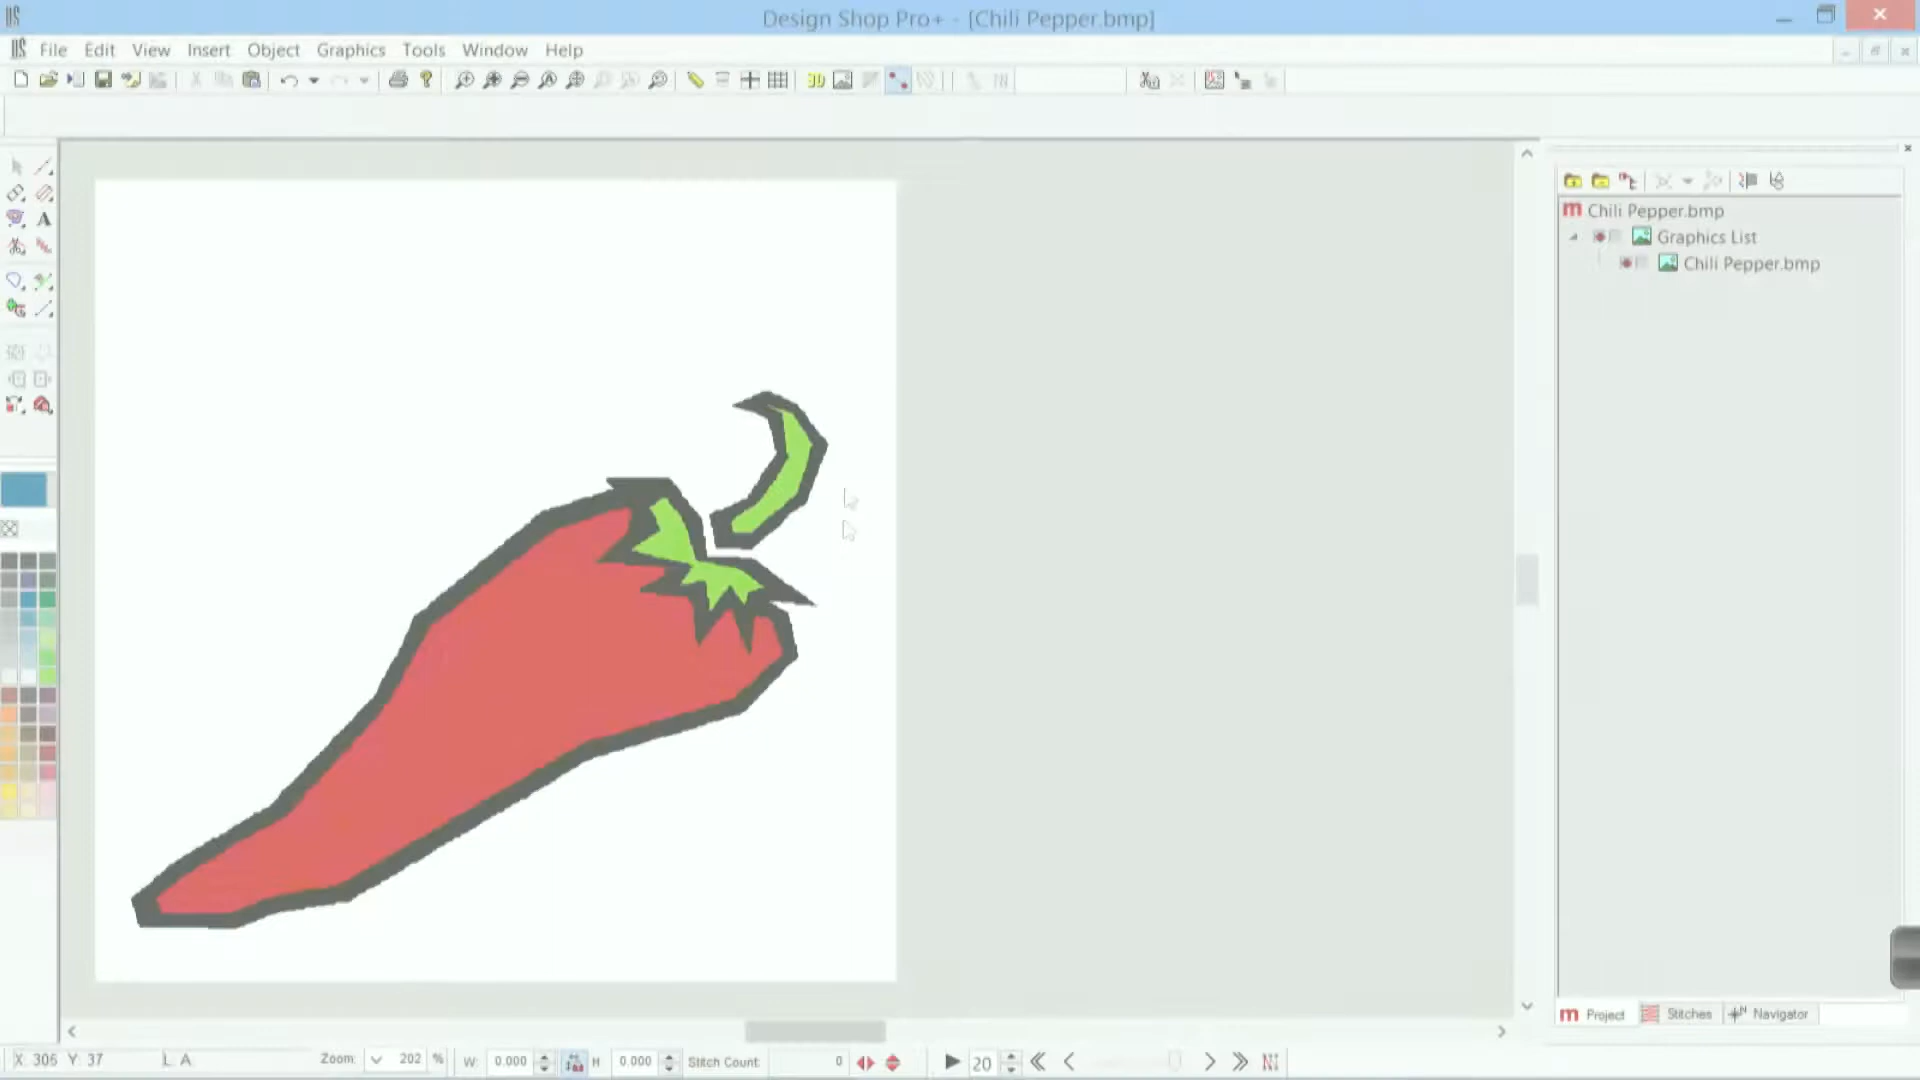 Design Shop Pro+ - [Chili Pepper.bmp]
File Edit View Insert Object Graphics Tools Window Help
3D
A
Chili Pepper.bmp
Graphics List
Chili Pepper.bmp
Project Stitches Navigator
X: 305 Y: 37 L: A: Zoom: 202 % W: 0.000 H 0.000 Stitch Count: 0 20